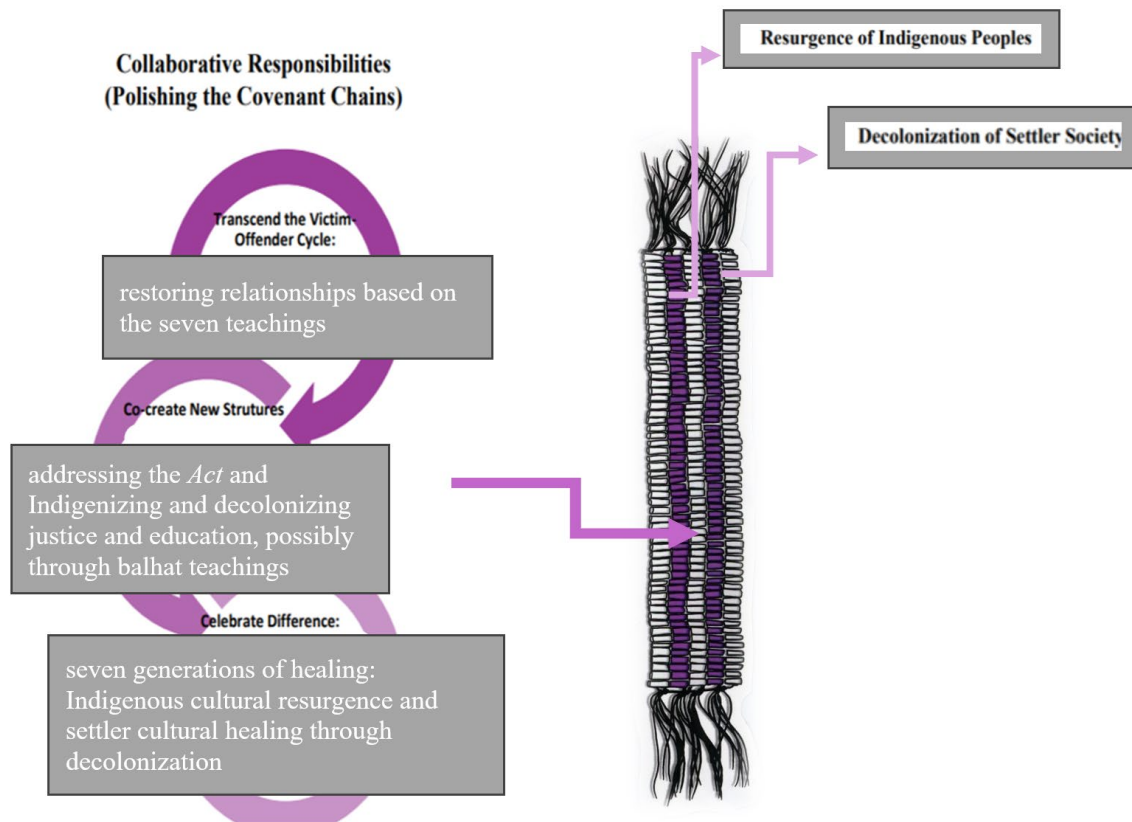 Collaborative Responsibilities
(Polishing the Covenant Chains)
Transcend the Victim-
Offender Cycle:
restoring relationships based on
the seven teachings
Co-create New Strutures
addressing the Act and
Indigenizing and decolonizing
justice and education, possibly
through balhat teachings
Celebrate Difference:
seven generations of healing:
Indigenous cultural resurgence and
settler cultural healing through
decolonization
Resurgence of Indigenous Peoples
Decolonization of Settler Society